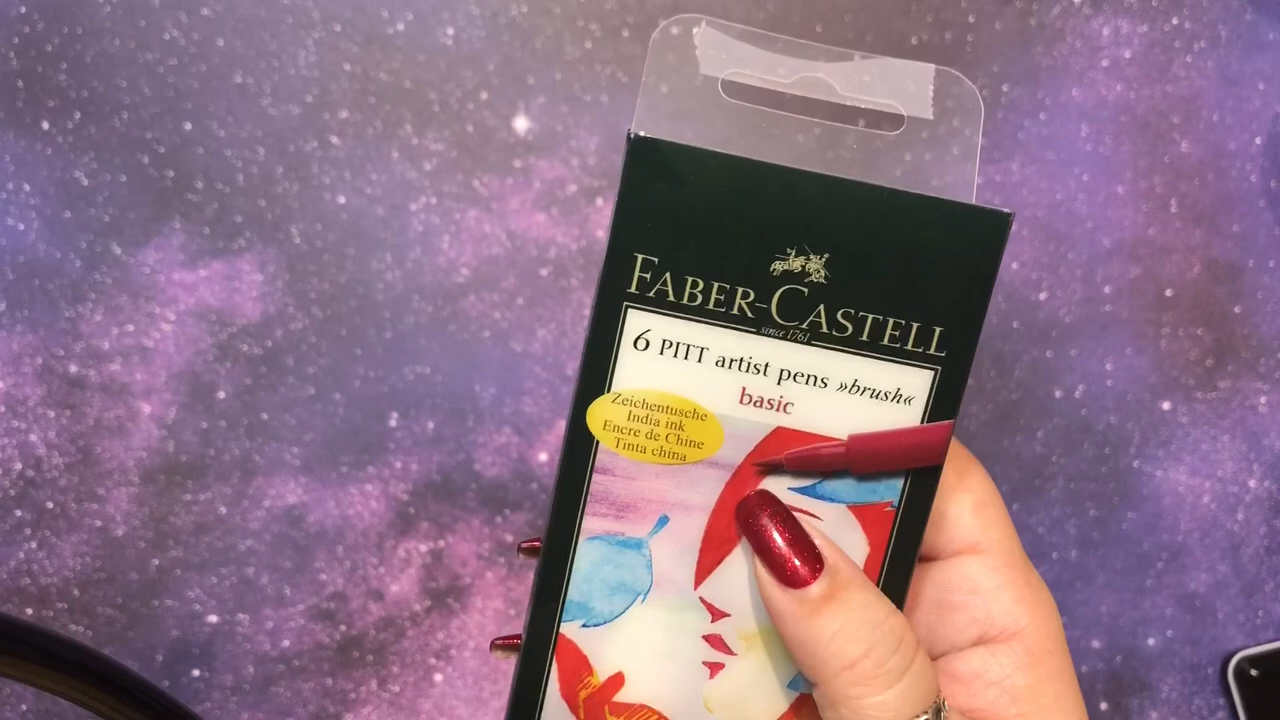 FABER-CASTELL
since 1761
6 PITT artist pens »brush«
basic
Zeichentusche
India ink
Encre de Chine
Tinta china